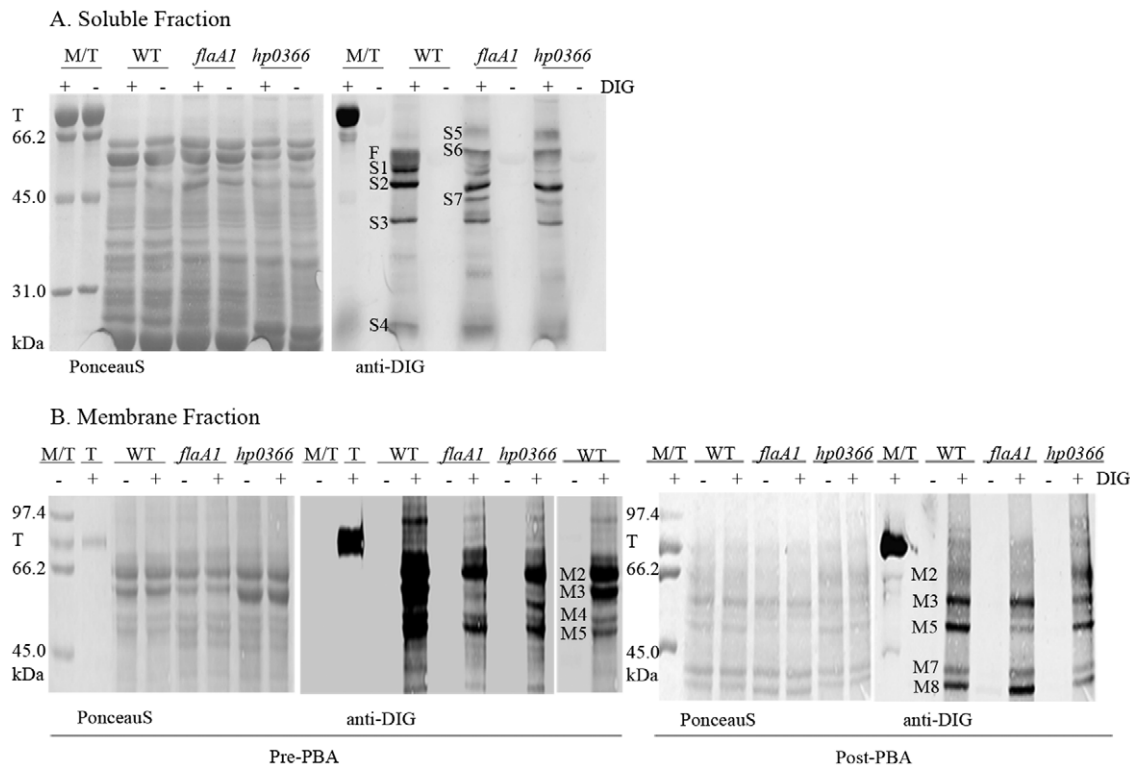 A. Soluble Fraction
M/T WT flaA1 hp0366 M/T WT flaA1 hp0366
+ - + - + - + - + - + - + - + - DIG
T
66.2
45.0
31.0
kDa
F
S1
S2
S3
S4
S5
S6
S7
PonceauS anti-DIG
B. Membrane Fraction
M/T T WT flaA1 hp0366 M/T T WT flaA1 hp0366 WT M/T WT flaA1 hp0366 M/T WT flaA1 hp0366
- + - + - + - + - + - + - + - + - + + - + - + - + + - + - + - + DIG
97.4
T
66.2
45.0
kDa
M2
M3
M4
M5
97.4
T
66.2
45.0
kDa
M2
M3
M5
M7
M8
PonceauS anti-DIG PonceauS anti-DIG
Pre-PBA Post-PBA